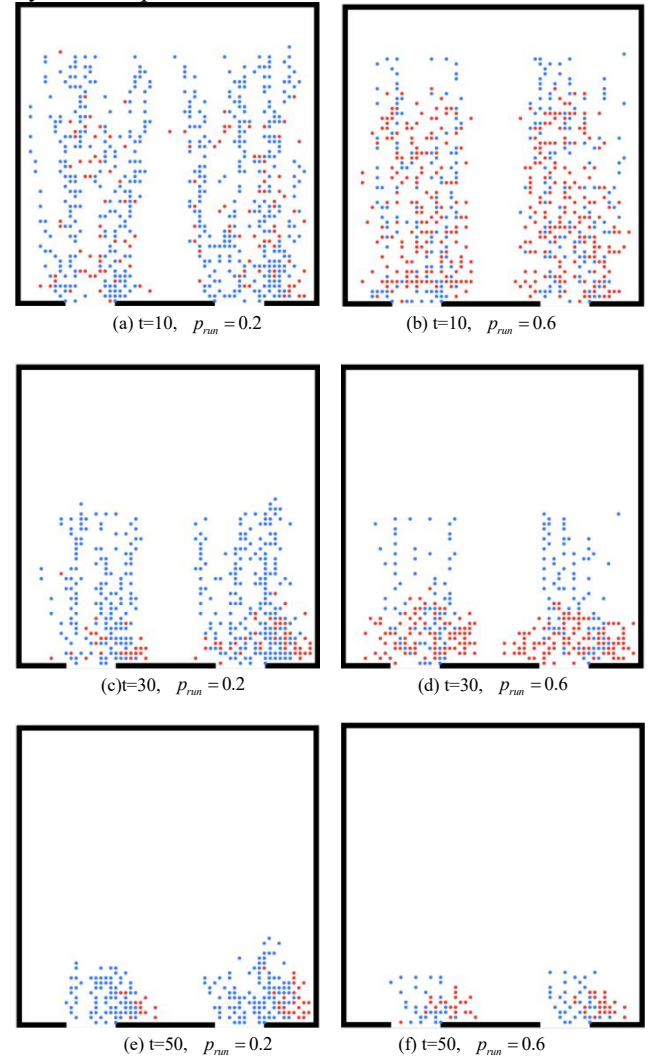 (a) t=10, p_run = 0.2
(b) t=10, p_run = 0.6
(c)t=30, p_run = 0.2
(d) t=30, p_run = 0.6
(e) t=50, p_run = 0.2
(f) t=50, p_run = 0.6